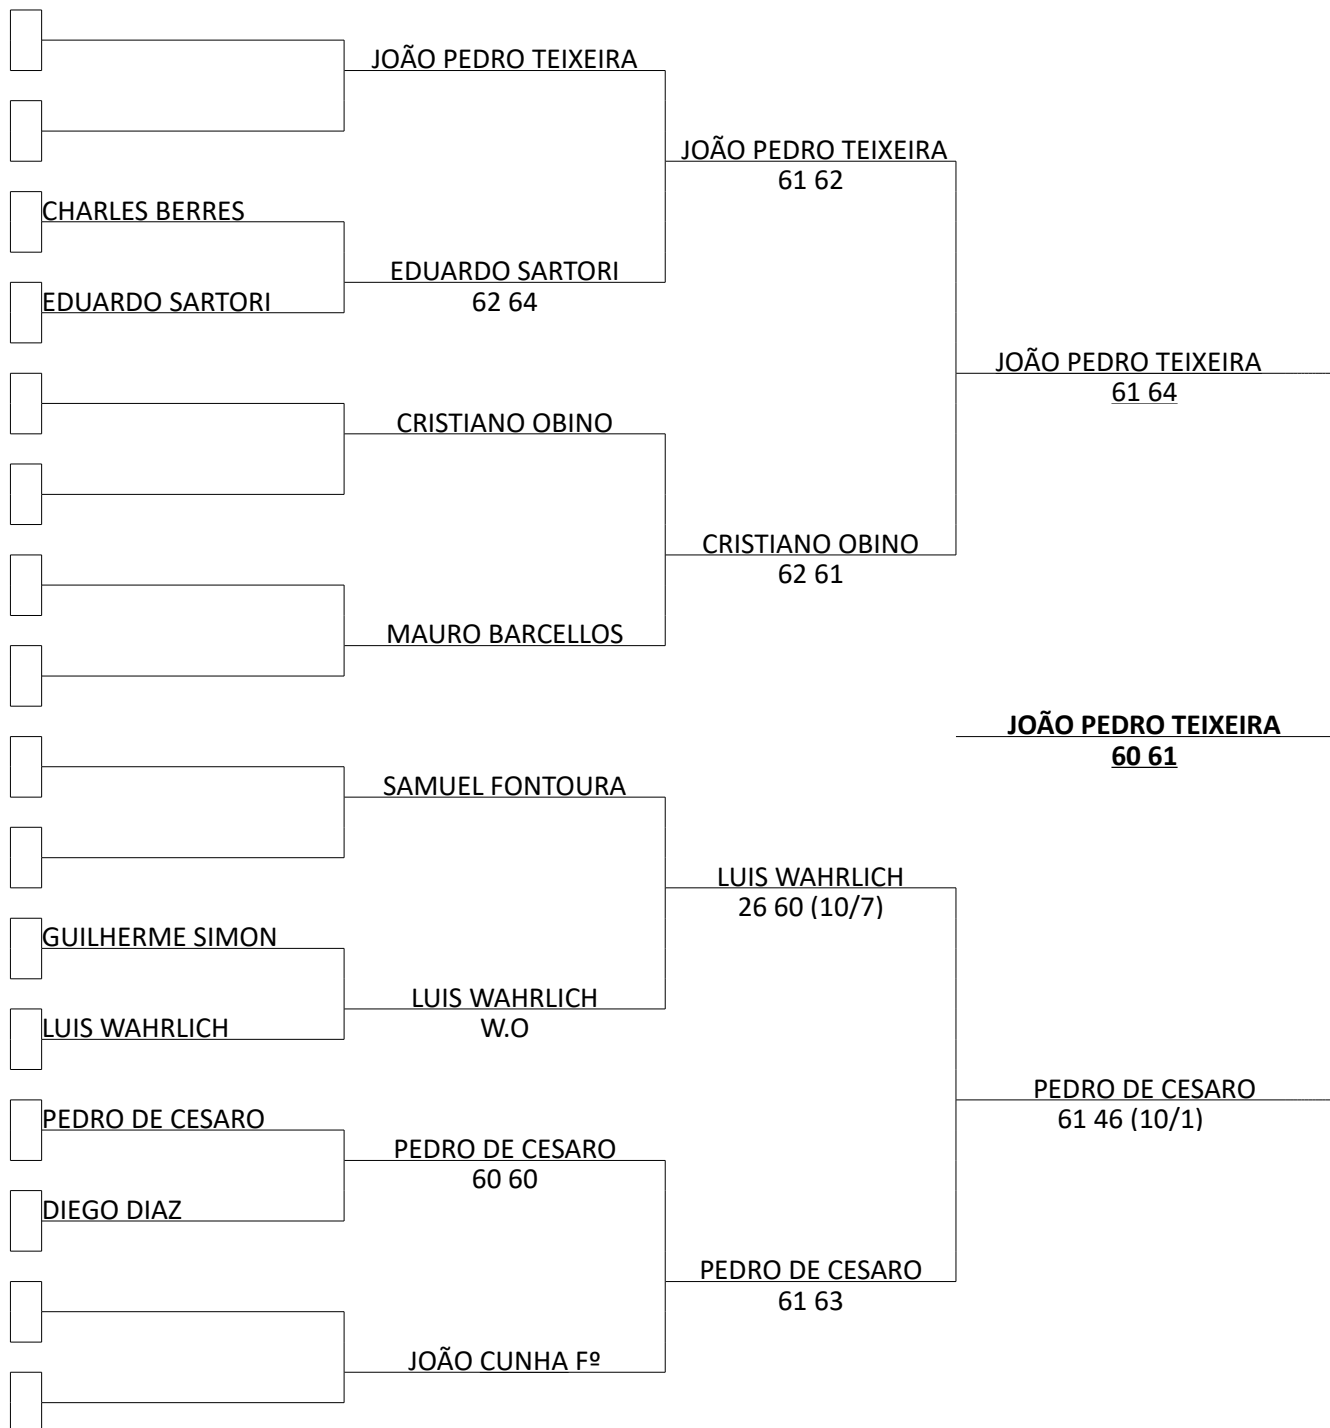 JOÃO PEDRO TEIXEIRA
JOÃO PEDRO TEIXEIRA
61 62
CHARLES BERRES
EDUARDO SARTORI
62 64
EDUARDO SARTORI
JOÃO PEDRO TEIXEIRA
61 64
CRISTIANO OBINO
CRISTIANO OBINO
62 61
MAURO BARCELLOS
JOÃO PEDRO TEIXEIRA
60 61
SAMUEL FONTOURA
LUIS WAHRLICH
26 60 (10/7)
GUILHERME SIMON
LUIS WAHRLICH
W.O
LUIS WAHRLICH
PEDRO DE CESARO
61 46 (10/1)
PEDRO DE CESARO
PEDRO DE CESARO
60 60
DIEGO DIAZ
PEDRO DE CESARO
61 63
JOÃO CUNHA Fº